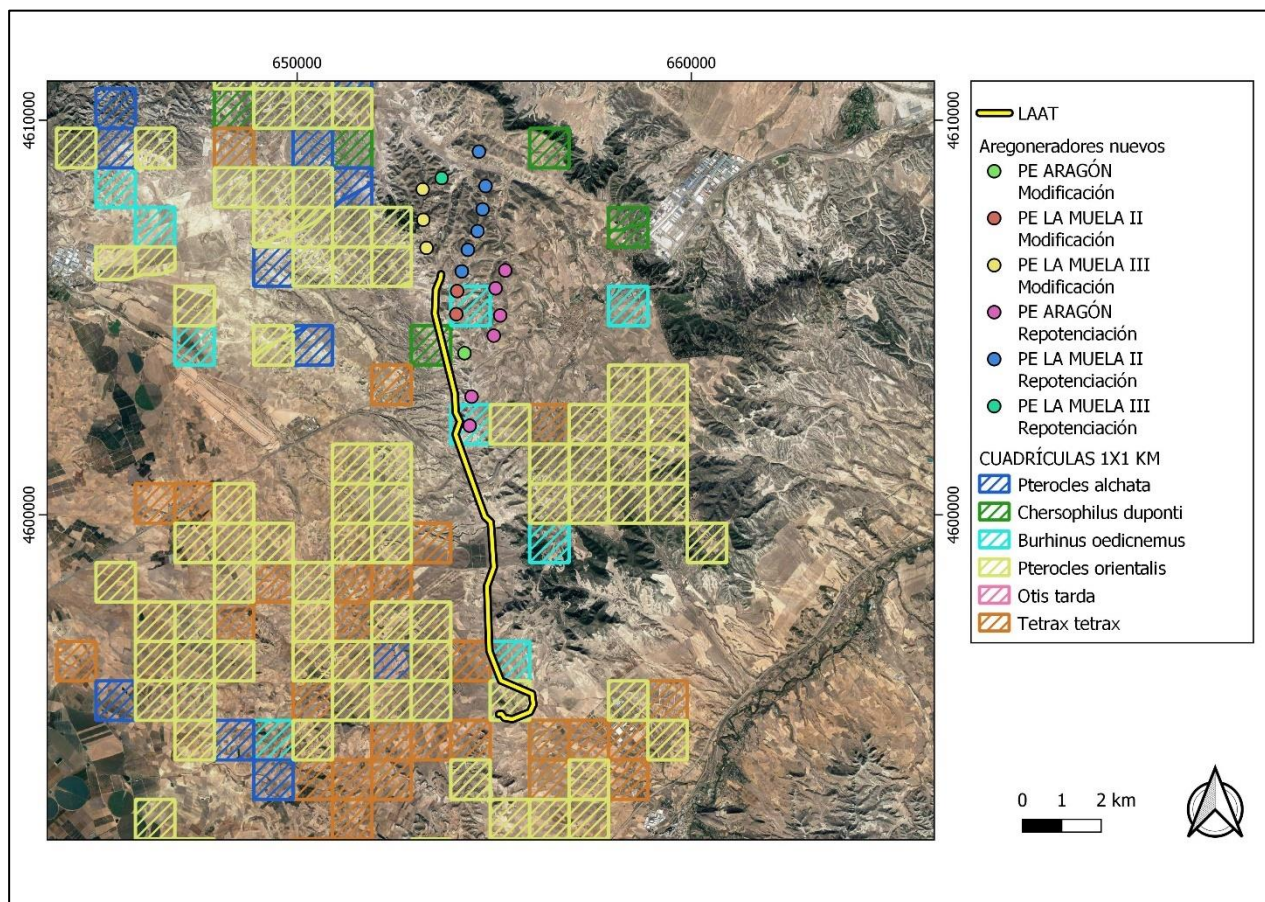 650000
660000
4610000
4610000
4600000
4600000
LAAT
Aregoneradores nuevos
PE ARAGÓN
Modificación
PE LA MUELA II
Modificación
PE LA MUELA III
Modificación
PE ARAGÓN
Repotenciación
PE LA MUELA II
Repotenciación
PE LA MUELA III
Repotenciación
CUADRÍCULAS 1X1 KM
Pterocles alchata
Chersophilus duponti
Burhinus oedicnemus
Pterocles orientalis
Otis tarda
Tetrax tetrax
0 1 2 km